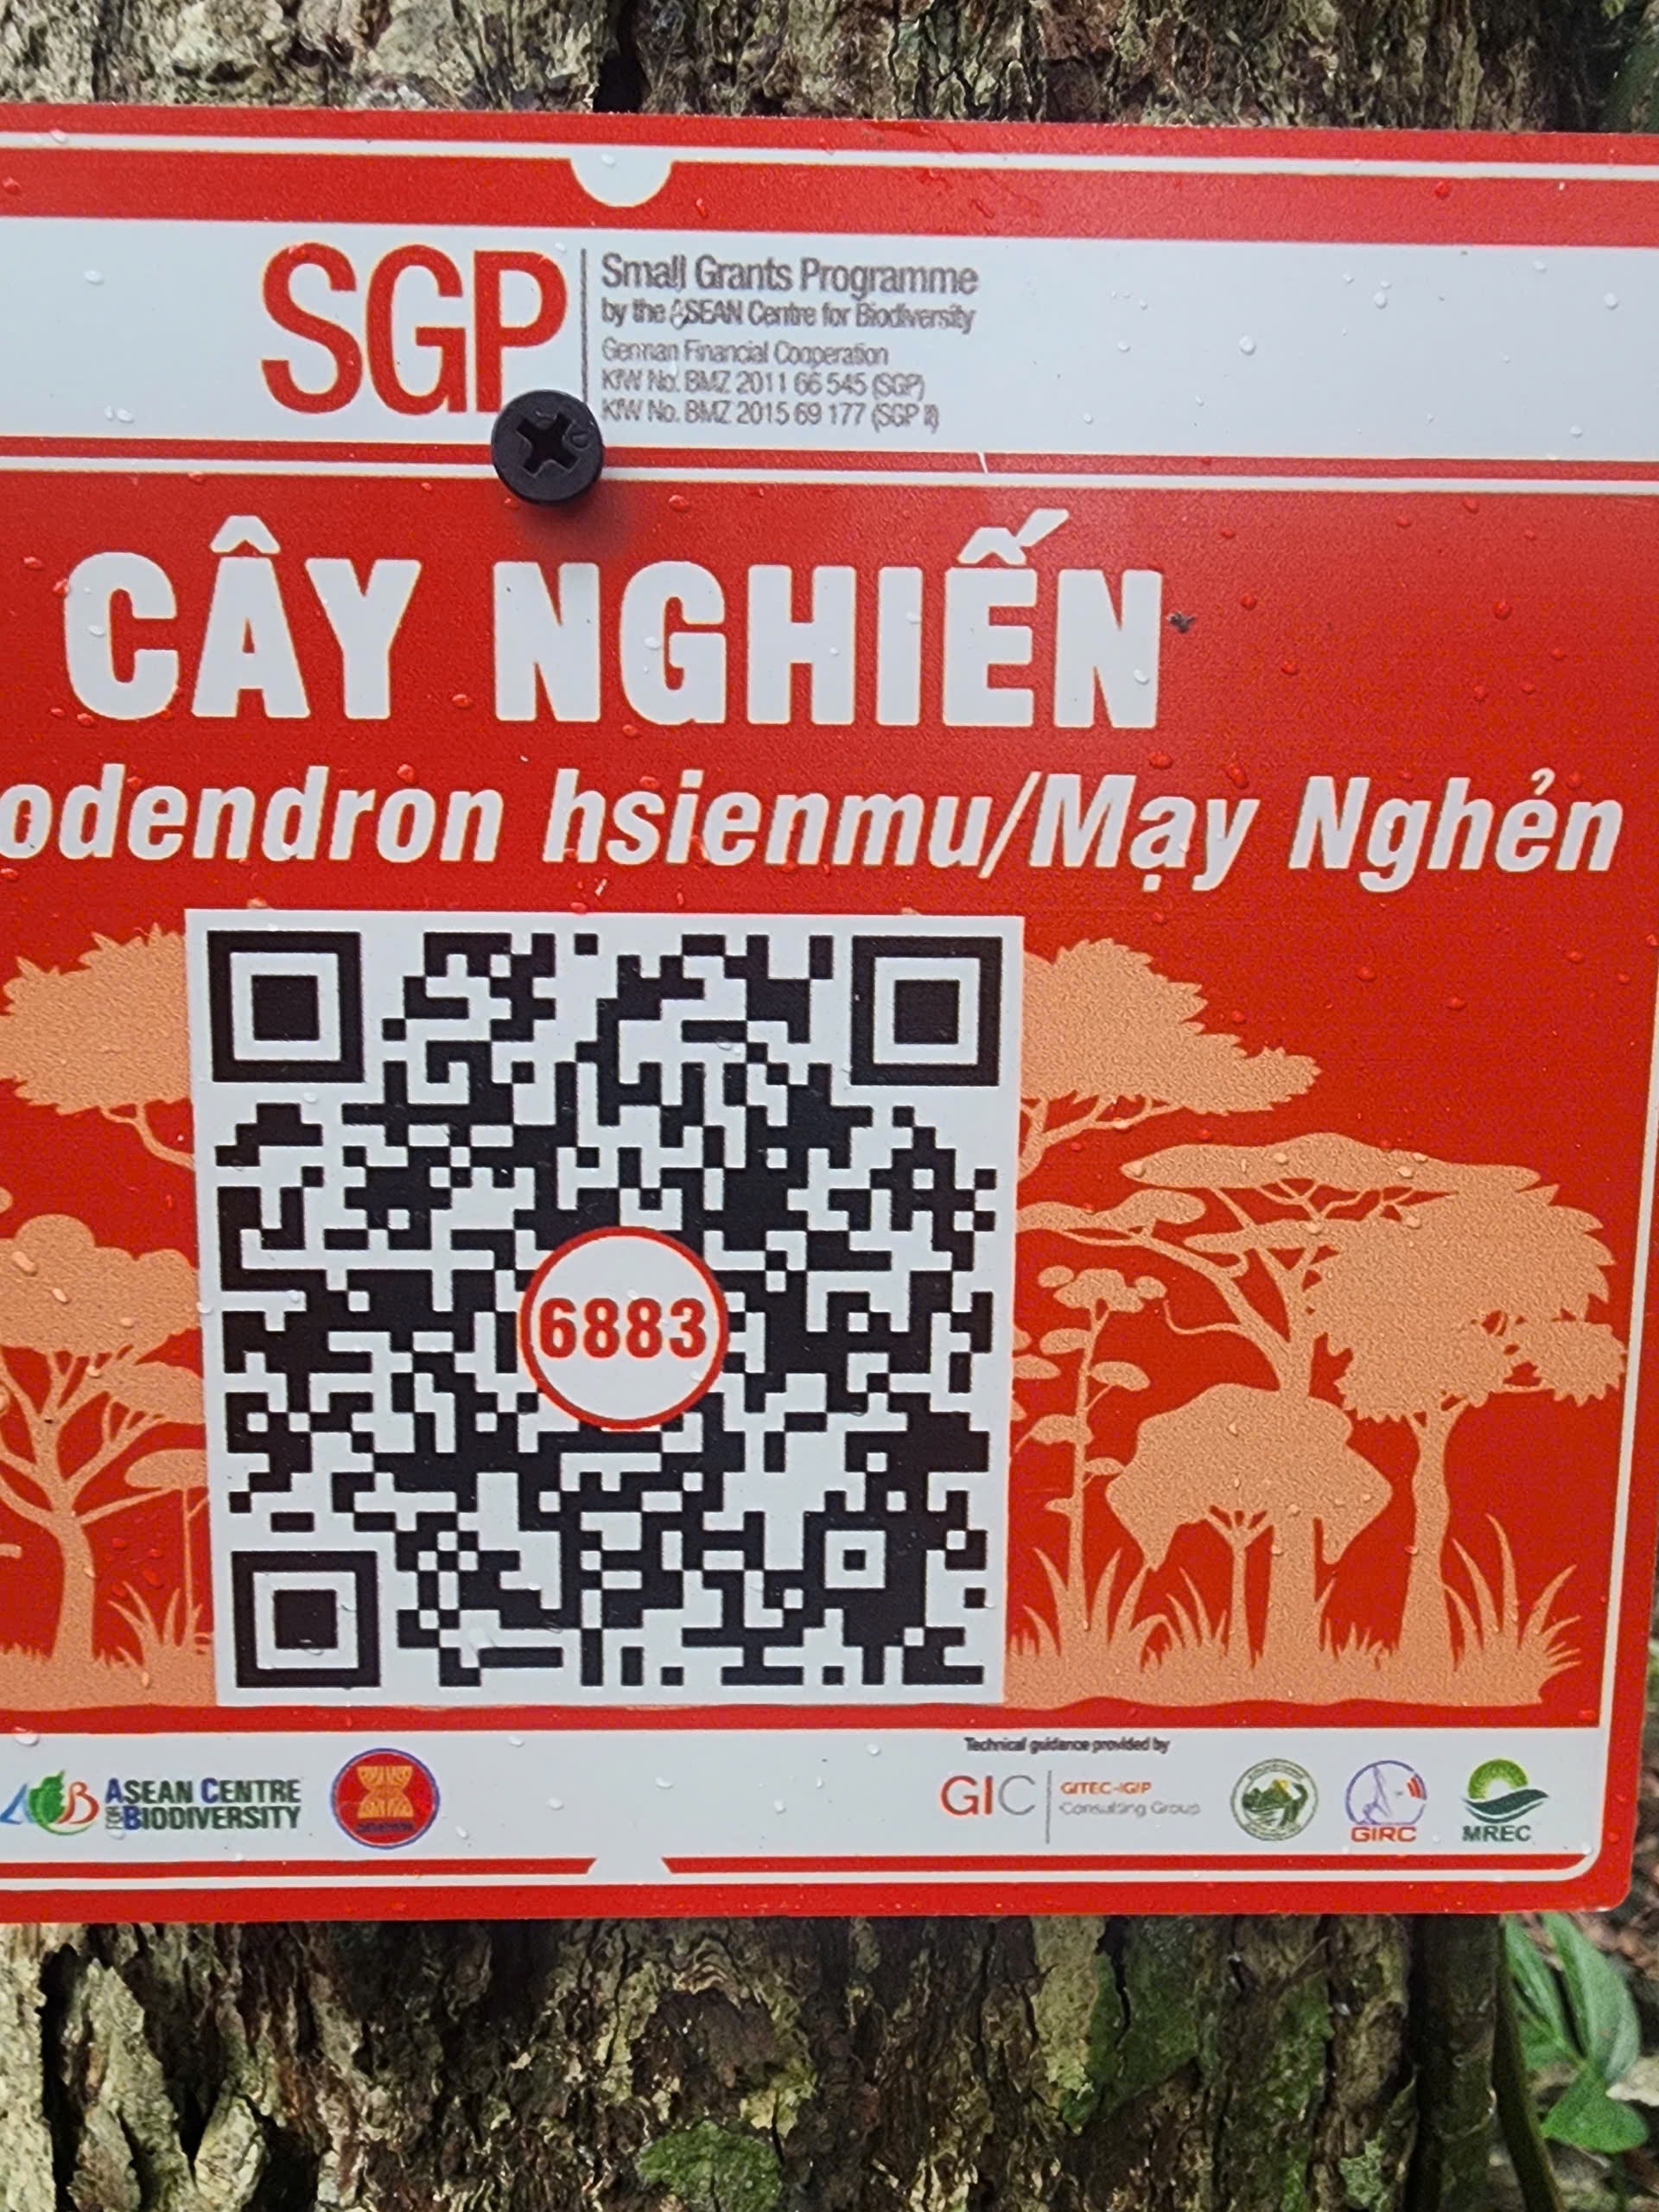 SGP
Small Grants Programme
by the ASEAN Centre for Biodiversity
German Financial Cooperation
KfW No. BMZ 2011 66 545 (SGP)
KfW No. BMZ 2015 69 177 (SGP II)
CÂY NGHIẾN
odendron hsienmu/Mạy Nghẻn
6883
ASEAN CENTRE
FOR BIODIVERSITY
Technical guidance provided by
GIC
GITEC-IGIP
Consulting Group
GIRC
MREC